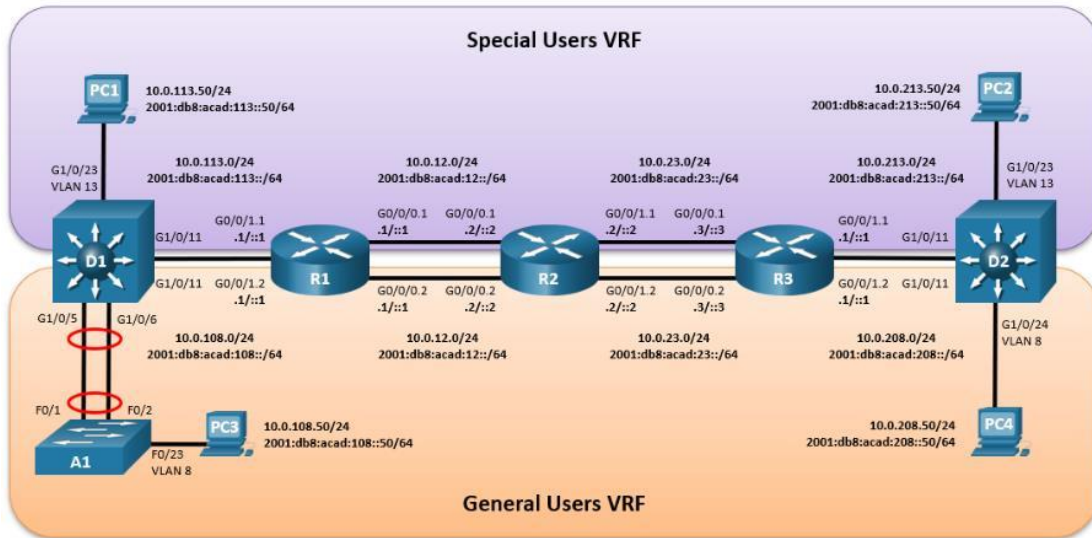 Special Users VRF
PC1
10.0.113.50/24
2001:db8:acad:113::50/64
10.0.213.50/24
2001:db8:acad:213::50/64
PC2
G1/0/23
VLAN 13
10.0.113.0/24
2001:db8:acad:113::/64
10.0.12.0/24
2001:db8:acad:12::/64
10.0.23.0/24
2001:db8:acad:23::/64
10.0.213.0/24
2001:db8:acad:213::/64
G1/0/23
VLAN 13
D1
G1/0/11
G0/0/1.1
.1/::1
R1
G0/0/0.1
.1/::1
G0/0/0.1
.2/::2
R2
G0/0/1.1
.2/::2
G0/0/0.1
.3/::3
R3
G0/0/1.1
.1/::1
G1/0/11
D2
G1/0/11
G0/0/1.2
.1/::1
G0/0/0.2
.1/::1
G0/0/0.2
.2/::2
G0/0/1.2
.2/::2
G0/0/0.2
.3/::3
G0/0/1.2
.1/::1
G1/0/11
G1/0/5
G1/0/6
10.0.108.0/24
2001:db8:acad:108::/64
10.0.12.0/24
2001:db8:acad:12::/64
10.0.23.0/24
2001:db8:acad:23::/64
10.0.208.0/24
2001:db8:acad:208::/64
G1/0/24
VLAN 8
F0/1
F0/2
A1
F0/23
VLAN 8
PC3
10.0.108.50/24
2001:db8:acad:108::50/64
10.0.208.50/24
2001:db8:acad:208::50/64
PC4
General Users VRF